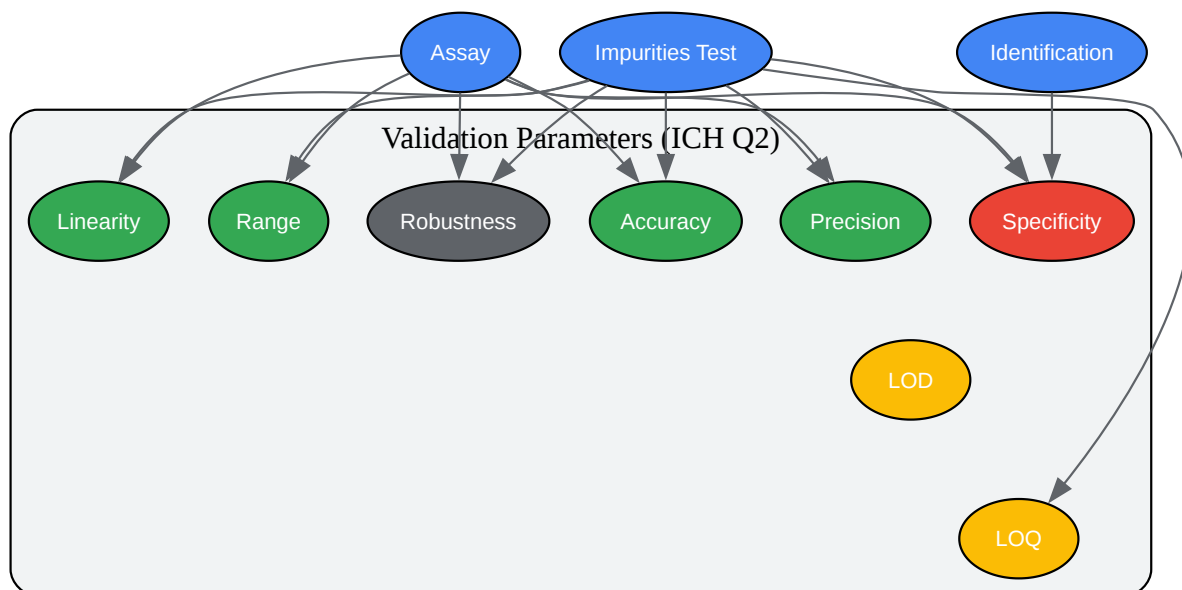 Assay
Impurities Test
Identification
Validation Parameters (ICH Q2)
Linearity
Range
Robustness
Accuracy
Precision
Specificity
LOD
LOQ